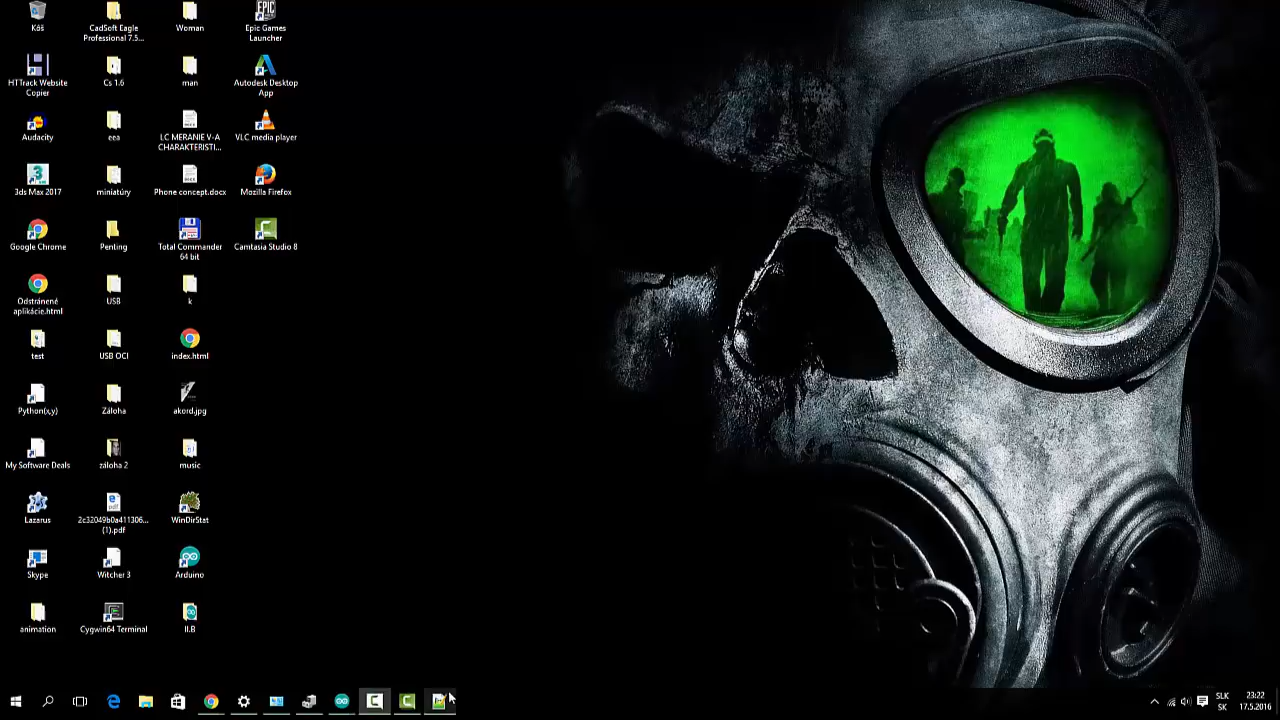 Kôš
HTTrack Website
Copier
Audacity
3ds Max 2017
Google Chrome
Odstránené
aplikácie.html
test
Python(x,y)
My Software Deals
Lazarus
Skype
animation
CadSoft Eagle
Professional 7.5...
Cs 1.6
eea
miniatúry
Penting
USB
USB OCI
Záloha
záloha 2
2c32049b0a411306...
(1).pdf
Witcher 3
Cygwin64 Terminal
Woman
man
LC MERANIE V-A
CHARAKTERISTI...
Phone concept.docx
Total Commander
64 bit
k
index.html
akord.jpg
music
WinDirStat
Arduino
II.B
Epic Games
Launcher
Autodesk Desktop
App
VLC media player
Mozilla Firefox
Camtasia Studio 8
SLK
SK
23:22
17.5.2016